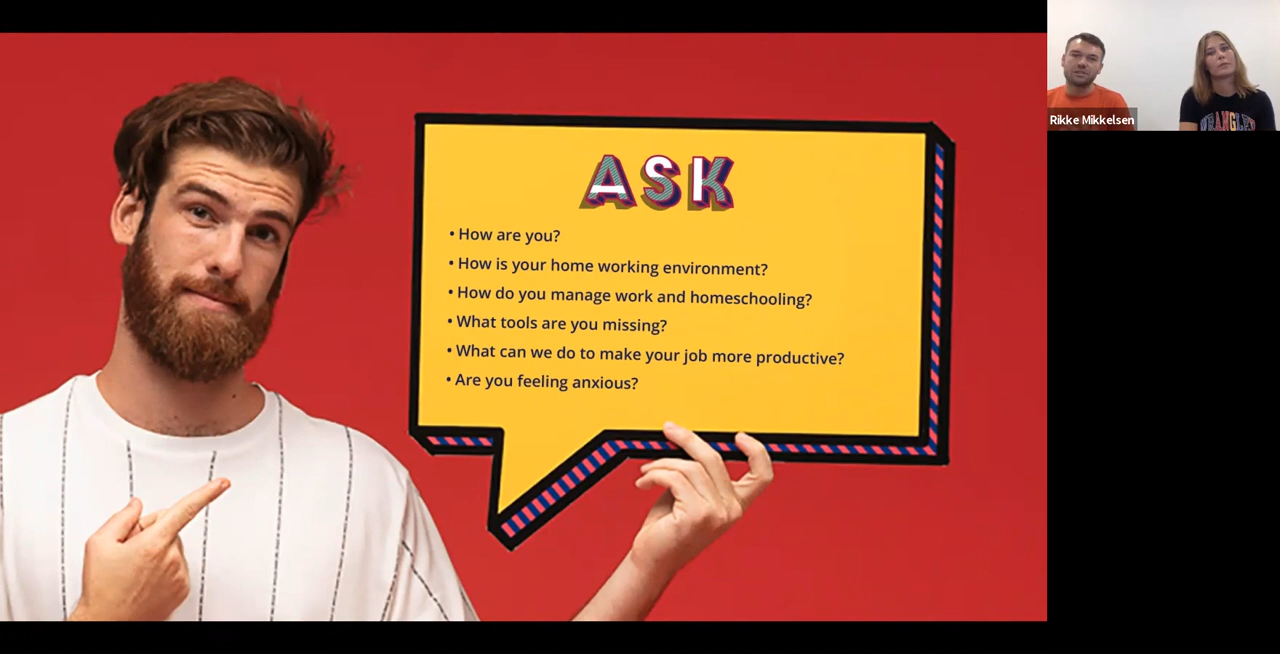 ASK
• How are you?
• How is your home working environment?
• How do you manage work and homeschooling?
• What tools are you missing?
• What can we do to make your job more productive?
• Are you feeling anxious?
Rikke Mikkelsen
WRANGLER